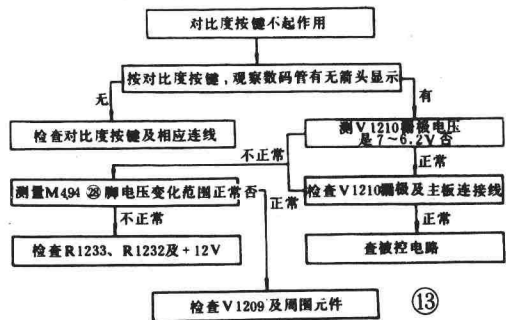 对比度按键不起作用
按对比度按键,观察数码管有无箭头显示
无
有
检查对比度按键及相应连线
测V1210栅极电压
是7~6.2V否
不正常
正常
测量M494 ㉘ 脚电压变化范围正常否
正常
检查V1210栅极及主板连接线
不正常
正常
检查R1233、R1232及+12V
查被控电路
检查V1209及周围元件
⑬